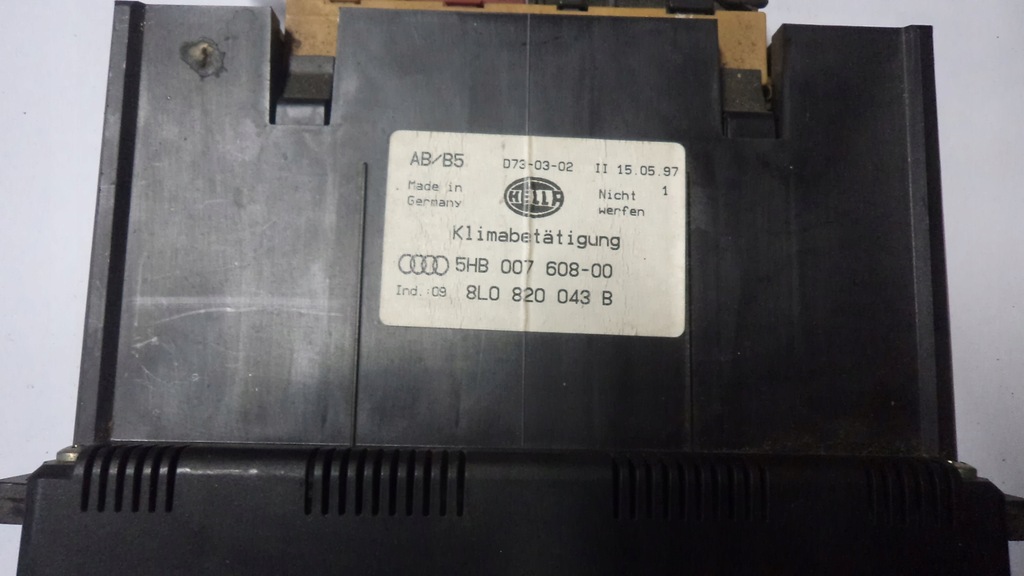 AB/B5 D73-03-02 II 15.05.97
Made in Germany HELLA Nicht werfen 1
Klimabetätigung
5HB 007 608-00
Ind.:09 8L0 820 043 B